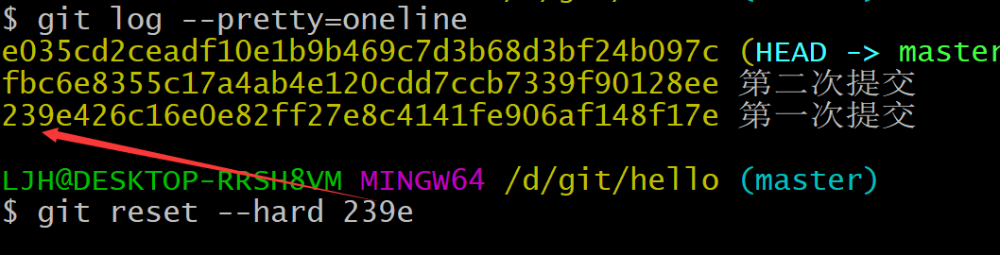 $ git log --pretty=oneline
e035cd2ceadf10e1b9b469c7d3b68d3bf24b097c (HEAD -> master
fbc6e8355c17a4ab4e120cdd7ccb7339f90128ee 第二次提交
239e426c16e0e82ff27e8c4141fe906af148f17e 第一次提交
LJH@DESKTOP-RRSH8VM MINGW64 /d/git/hello (master)
$ git reset --hard 239e